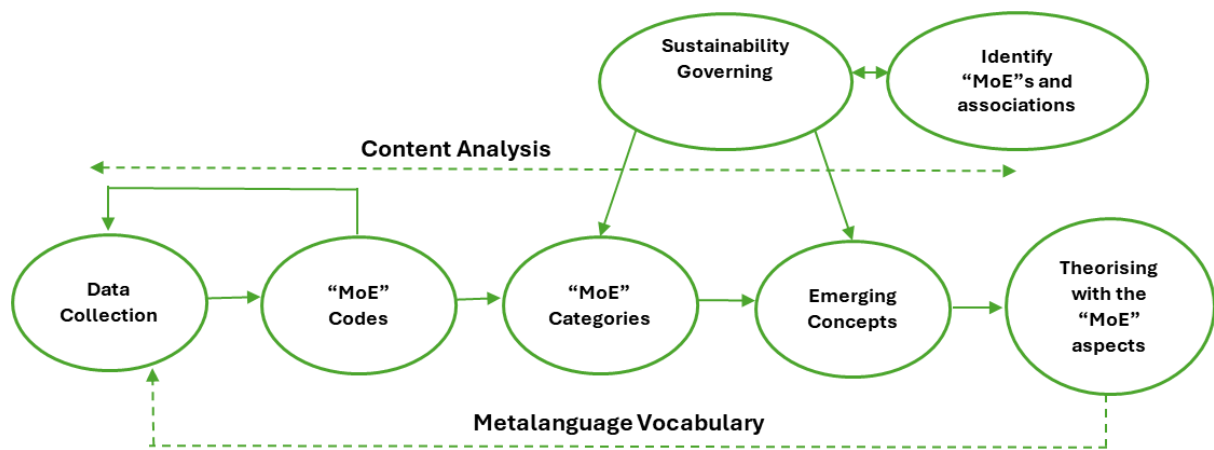 Sustainability
Governing
Identify
“MoE”s and
associations
Content Analysis
Data
Collection
“MoE”
Codes
“MoE”
Categories
Emerging
Concepts
Theorising
with the
“MoE”
aspects
Metalanguage Vocabulary